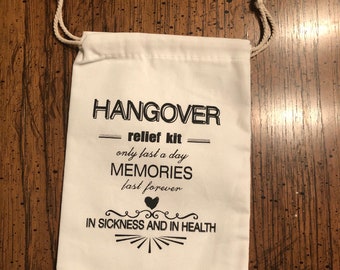 HANGOVER
relief kit
only last a day
MEMORIES
last forever
IN SICKNESS AND IN HEALTH